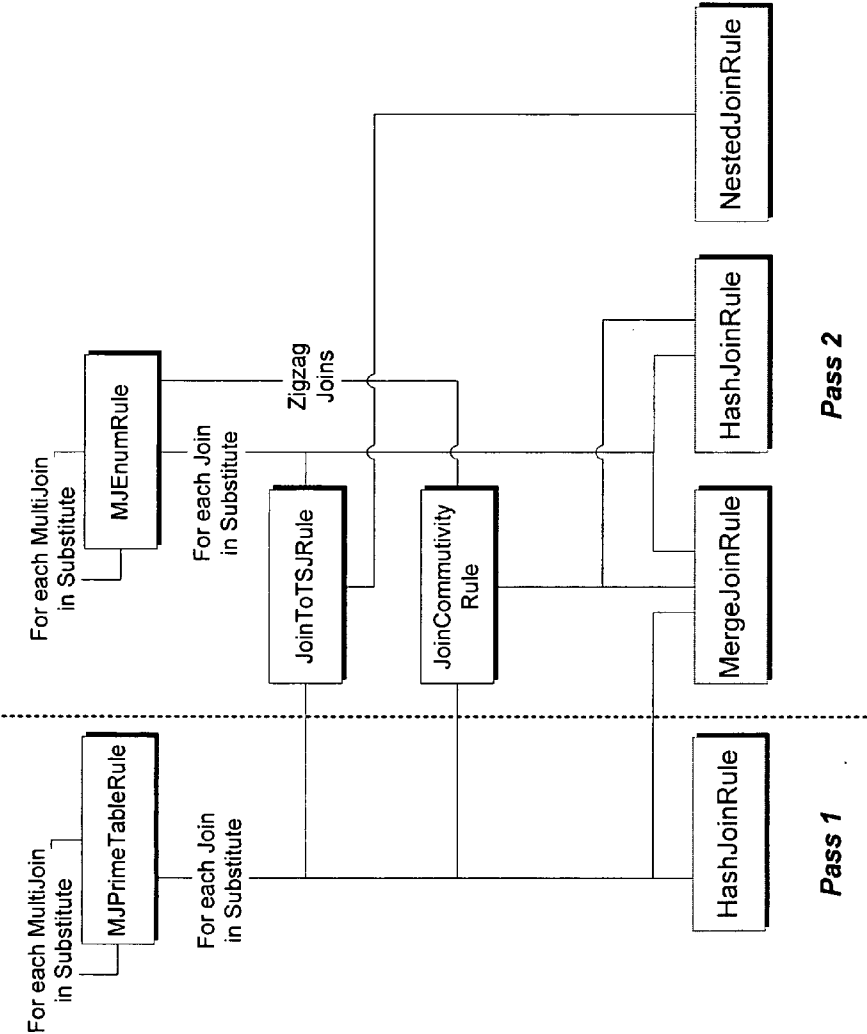 For each MultiJoin
in Substitute
MJPrimeTableRule
For each Join
in Substitute
HashJoinRule
Pass 1
For each MultiJoin
in Substitute
MJEnumRule
For each Join
in Substitute
Zigzag
Joins
JoinToTSJRule
JoinCommutivity
Rule
MergeJoinRule
HashJoinRule
NestedJoinRule
Pass 2